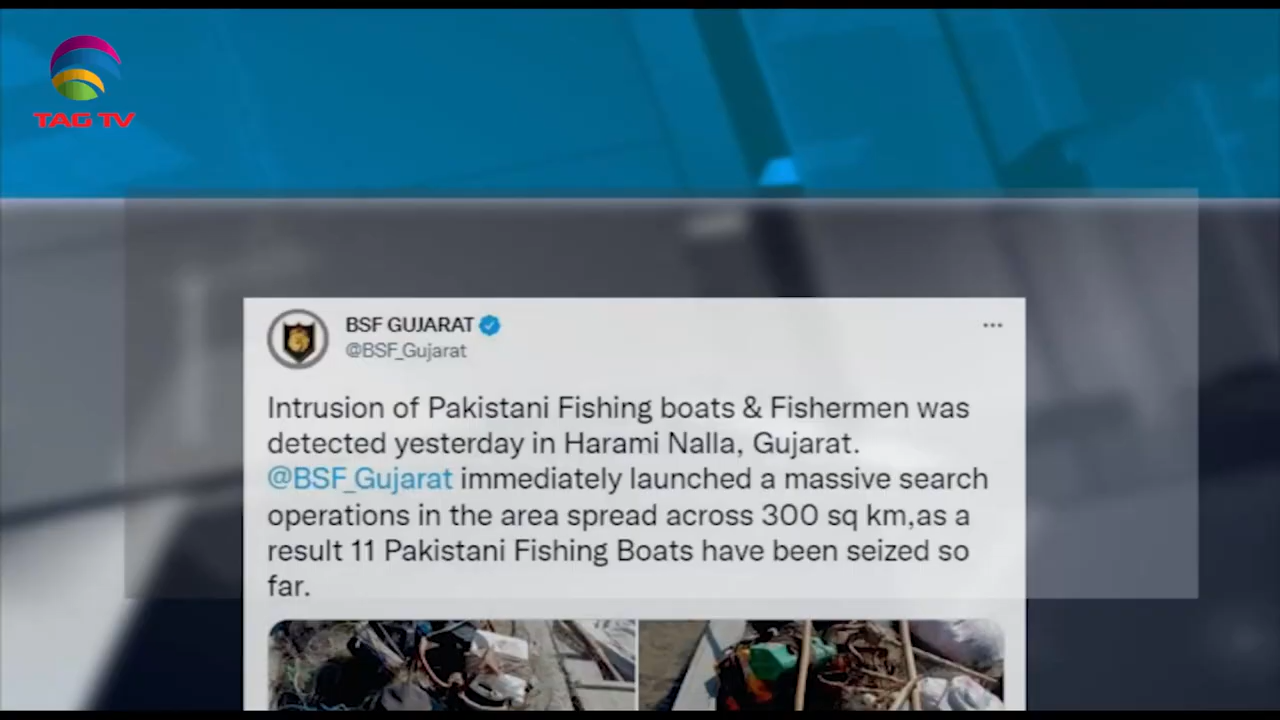 TAG TV
BSF GUJARAT
@BSF_Gujarat
Intrusion of Pakistani Fishing boats & Fishermen was
detected yesterday in Harami Nalla, Gujarat.
@BSF_Gujarat immediately launched a massive search
operations in the area spread across 300 sq km,as a
result 11 Pakistani Fishing Boats have been seized so
far.